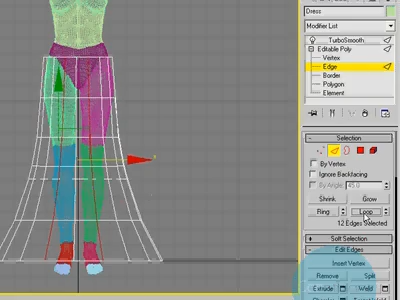 Dress
Modifier List
TurboSmooth
Editable Poly
Vertex
Edge
Border
Polygon
Element
Selection
By Vertex
Ignore Backfacing
By Angle: 45.0
Shrink Grow
Ring Loop
12 Edges Selected
Soft Selection
Edit Edges
Insert Vertex
Remove Split
Extrude Weld